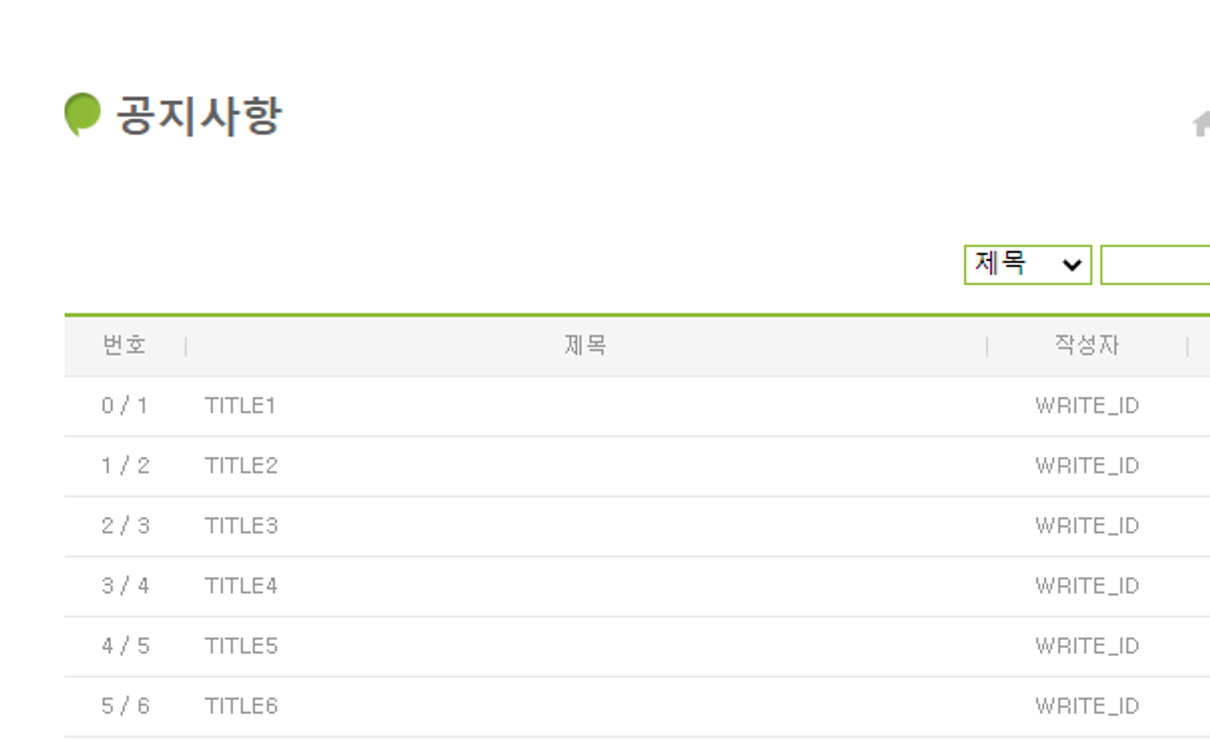 공지사항
제목
번호 | 제목 | 작성자 |
0 / 1 TITLE1 WRITE_ID
1 / 2 TITLE2 WRITE_ID
2 / 3 TITLE3 WRITE_ID
3 / 4 TITLE4 WRITE_ID
4 / 5 TITLE5 WRITE_ID
5 / 6 TITLE6 WRITE_ID